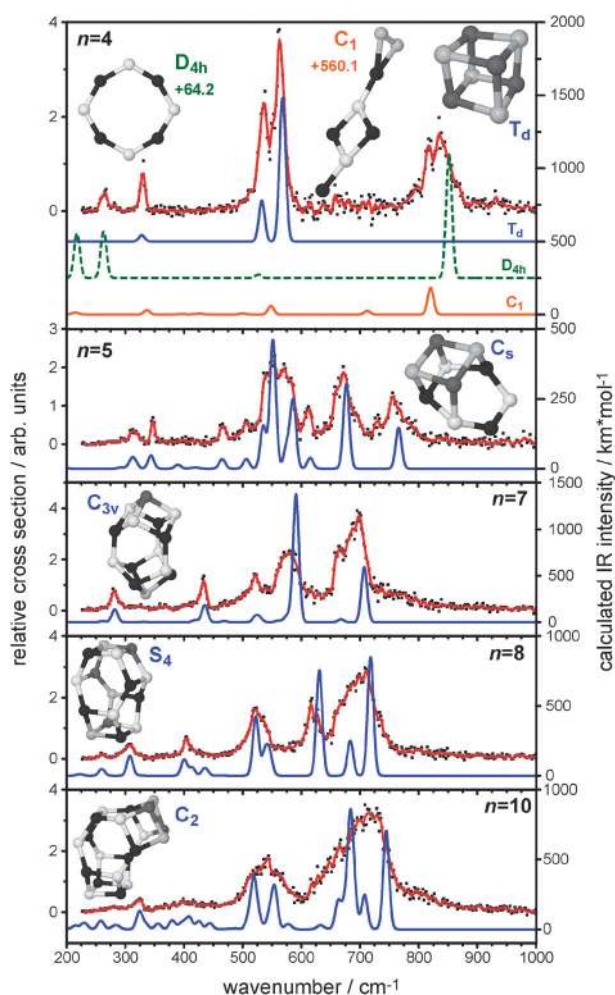 n=4
D4h
+64.2
C1
+560.1
Td
2000
1500
1000
500
0
4
2
0
Td
D4h
C1
n=5
Cs
500
250
0
3
2
1
0
C3v
n=7
1500
1000
500
0
4
2
0
S4
n=8
1000
500
0
4
2
0
C2
n=10
1000
500
0
4
2
0
200 300 400 500 600 700 800 900 1000
wavenumber / cm-1
relative cross section / arb. units
calculated IR intensity / km*mol-1